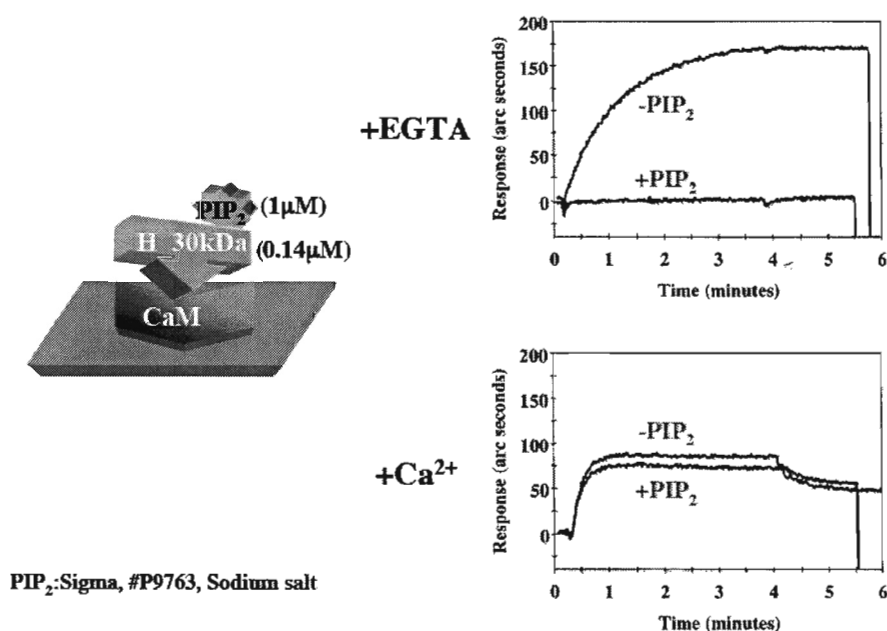 +EGTA
Response (arc seconds)
200
150
100
50
0
-PIP₂
+PIP₂
0 1 2 3 4 5 6
Time (minutes)
PIP₂ (1μM)
H_30kDa (0.14μM)
CaM
+Ca²⁺
Response (arc seconds)
200
150
100
50
0
-PIP₂
+PIP₂
0 1 2 3 4 5 6
Time (minutes)
PIP₂:Sigma, #P9763, Sodium salt